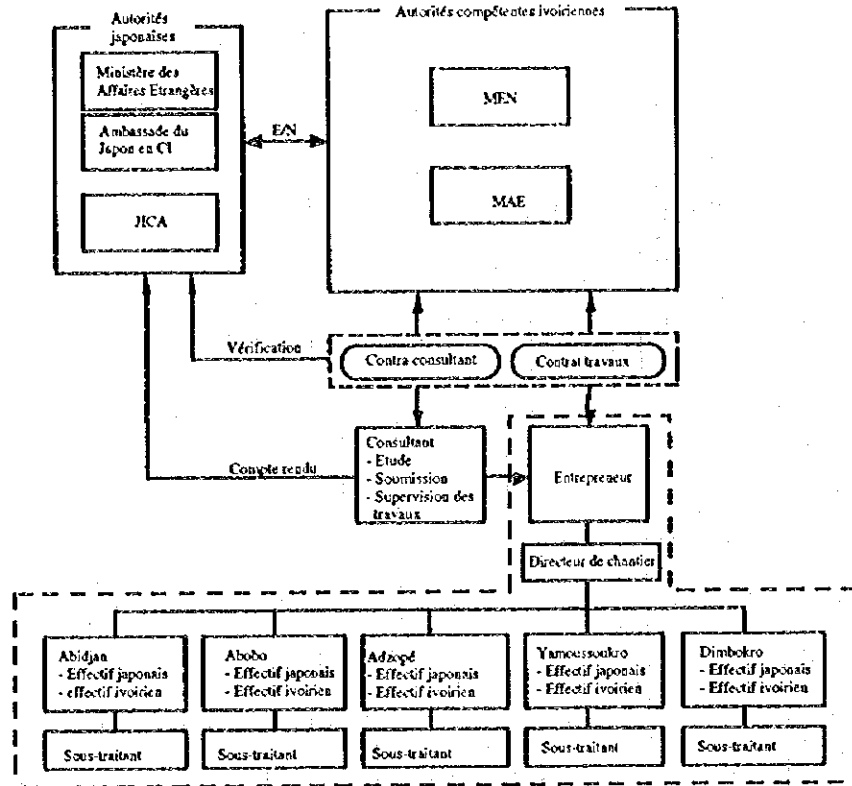 Autorités
japonaises
Ministère des
Affaires Etrangères
Ambassade du
Japon en CI
JICA
E/N
Autorités compétentes ivoiriennes
MEN
MAE
Vérification
Contra consultant
Contrat travaux
Compte rendu
Consultant
- Etude
- Soumission
- Supervision des
travaux
Entrepreneur
Directeur de chantier
Abidjan
- Effectif japonais
- effectif ivoirien
Abobo
- Effectif japonais
- Effectif ivoirien
Adzopé
- Effectif japonais
- Effectif ivoirien
Yamoussoukro
- Effectif japonais
- Effectif ivoirien
Dimbokro
- Effectif japonais
- Effectif ivoirien
Sous-traitant
Sous-traitant
Sous-traitant
Sous-traitant
Sous-traitant